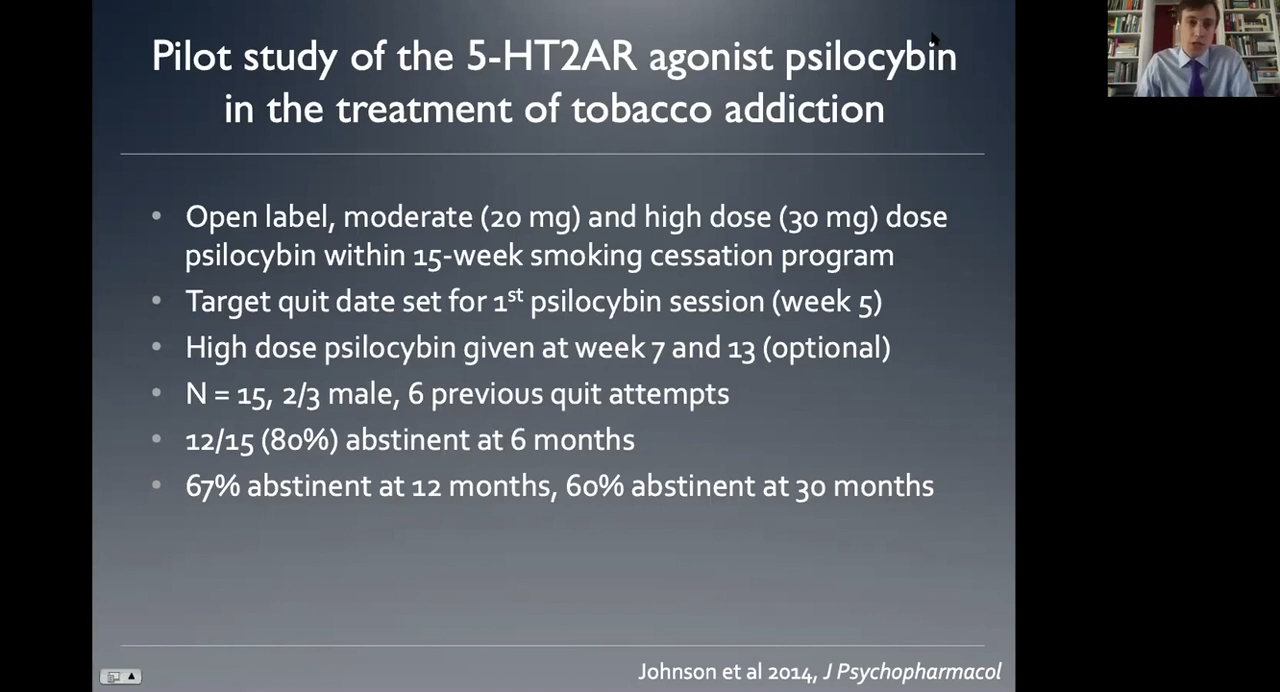 Pilot study of the 5-HT2AR agonist psilocybin
in the treatment of tobacco addiction
• Open label, moderate (20 mg) and high dose (30 mg) dose
psilocybin within 15-week smoking cessation program
• Target quit date set for 1st psilocybin session (week 5)
• High dose psilocybin given at week 7 and 13 (optional)
• N = 15, 2/3 male, 6 previous quit attempts
• 12/15 (80%) abstinent at 6 months
• 67% abstinent at 12 months, 60% abstinent at 30 months
Johnson et al 2014, J Psychopharmacol